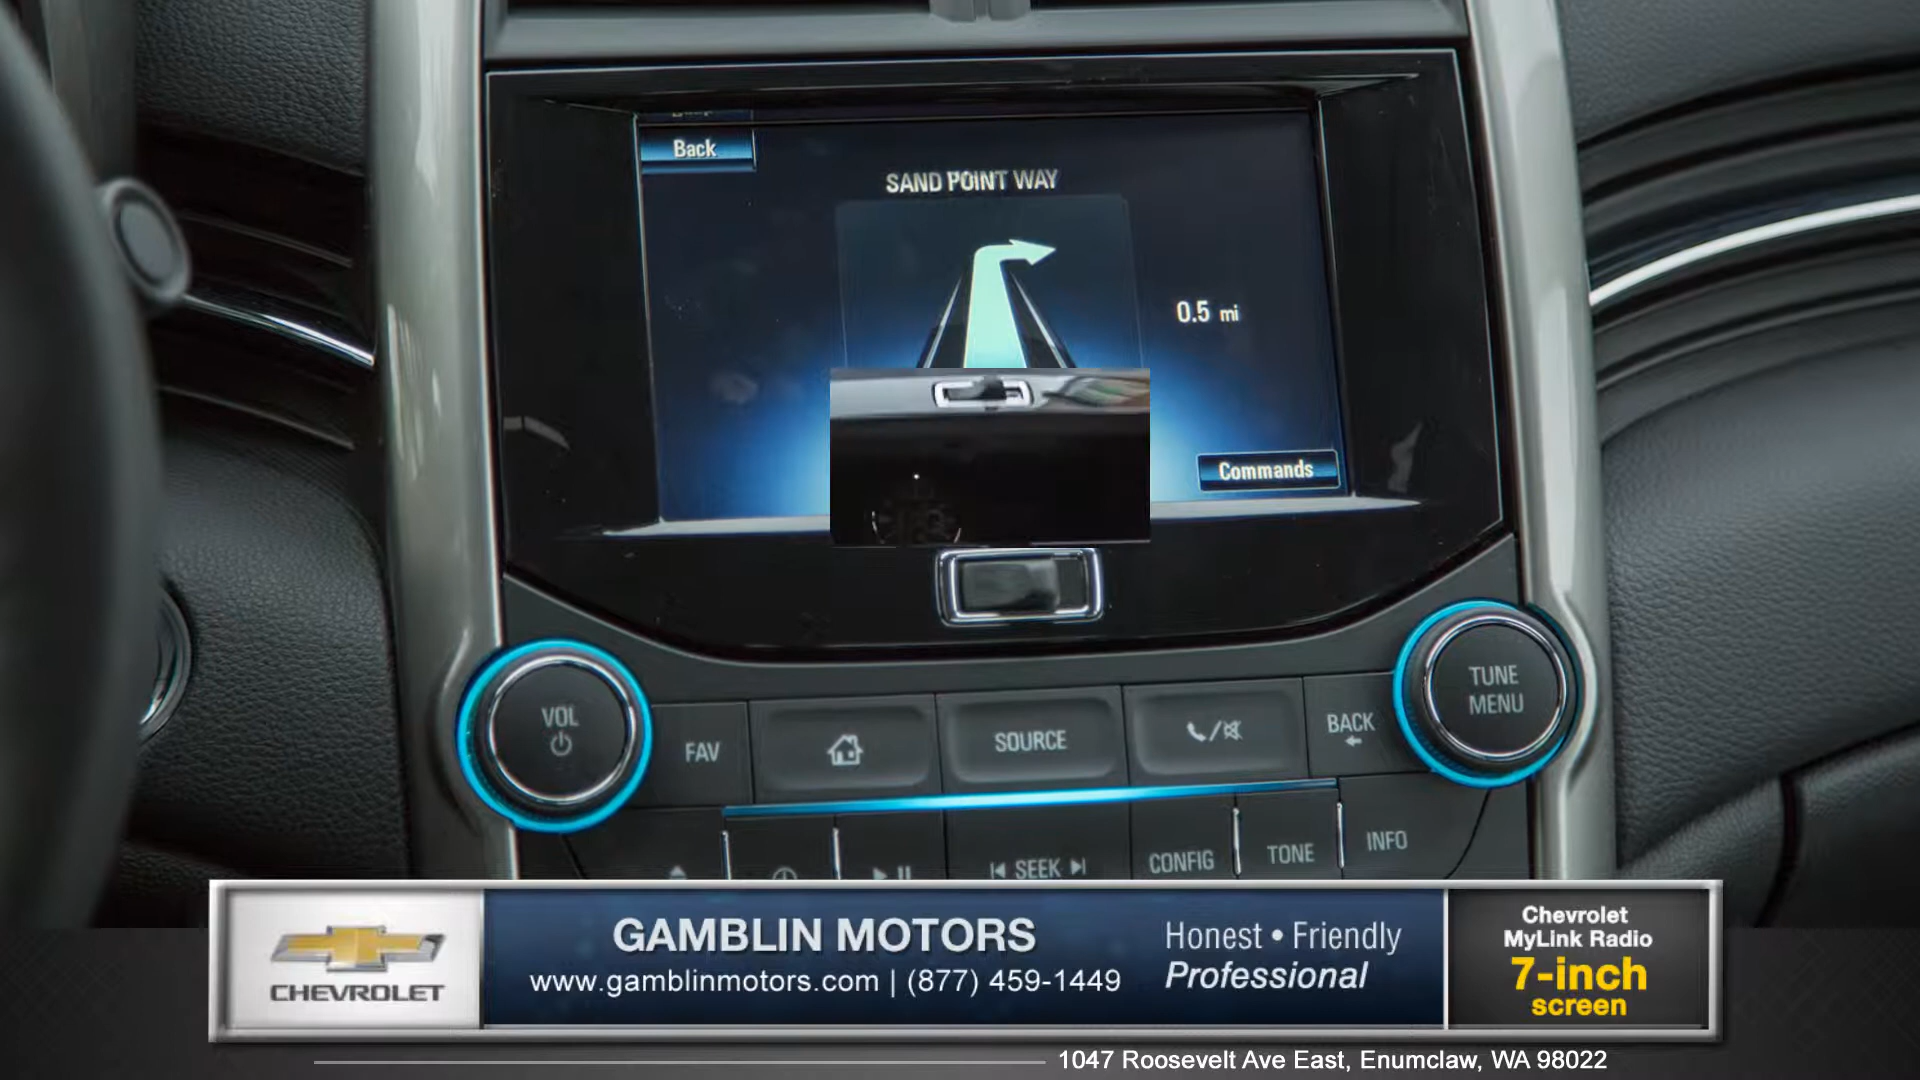 Back
SAND POINT WAY
0.5 mi
Commands
VOL
FAV
SOURCE
BACK
TUNE
MENU
SEEK
CONFIG
TONE
INFO
CHEVROLET
GAMBLIN MOTORS
www.gamblinmotors.com | (877) 459-1449
Honest • Friendly
Professional
Chevrolet
MyLink Radio
7-inch
screen
1047 Roosevelt Ave East, Enumclaw, WA 98022